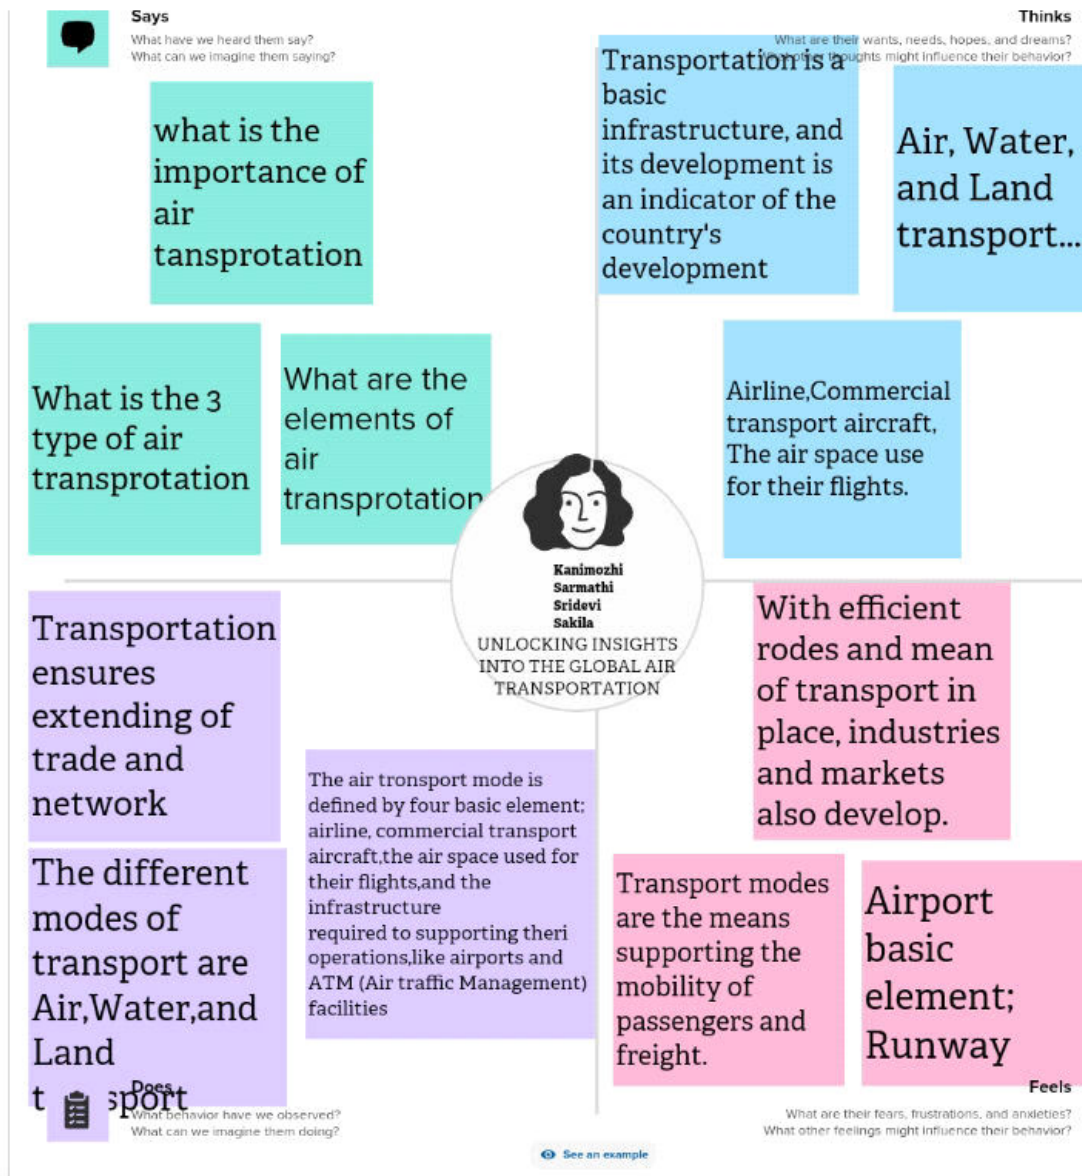 Says
What have we heard them say?
What can we imagine them saying?
Thinks
What are their wants, needs, hopes, and dreams?
What other thoughts might influence their behavior?
what is the
importance of
air
tansprotation
What is the 3
type of air
transprotation
What are the
elements of
air
transprotation
Transportation is a
basic
infrastructure, and
its development is
an indicator of the
country's
development
Air, Water,
and Land
transport...
Airline,Commercial
transport aircraft,
The air space use
for their flights.
Kanimozhi
Sarmathi
Sridevi
Sakila
UNLOCKING INSIGHTS
INTO THE GLOBAL AIR
TRANSPORTATION
Transportation
ensures
extending of
trade and
network
The different
modes of
transport are
Air,Water,and
Land
t sport
The air tronsport mode is
defined by four basic element:
airline, commercial transport
aircraft,the air space used for
their flights,and the
infrastructure
required to supporting theri
operations,like airports and
ATM (Air traffic Management)
facilities
With efficient
rodes and mean
of transport in
place, industries
and markets
also develop.
Transport modes
are the means
supporting the
mobility of
passengers and
freight.
Airport
basic
element;
Runway
Does
What behavior have we observed?
What can we imagine them doing?
Feels
What are their fears, frustrations, and anxieties?
What other feelings might influence their behavior?
See an example